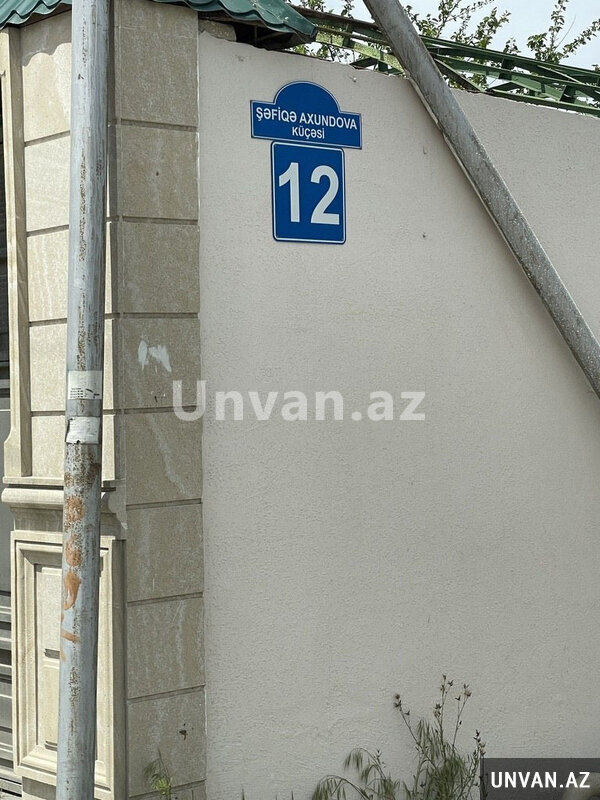 ŞƏFİQƏ AXUNDOVA
KÜÇƏSİ
12
Unvan.az
UNVAN.AZ